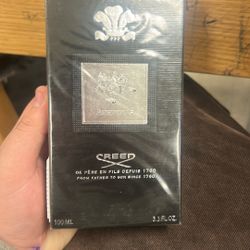 CREED
DE PÈRE EN FILS DEPUIS 1760
FROM FATHER TO SON SINCE 1760
100 ML
3.3 FL.OZ